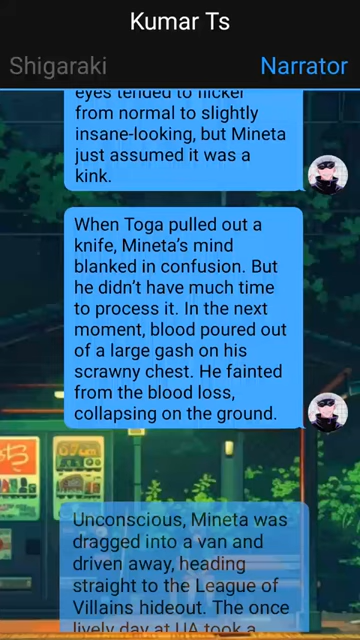 Kumar Ts
Shigaraki
Narrator
eyes tended to flicker
from normal to slightly
insane-looking, but Mineta
just assumed it was a
kink.
When Toga pulled out a
knife, Mineta’s mind
blanked in confusion. But
he didn’t have much time
to process it. In the next
moment, blood poured out
of a large gash on his
scrawny chest. He fainted
from the blood loss,
collapsing on the ground.
Unconscious, Mineta was
dragged into a van and
driven away, heading
straight to the League of
Villains hideout. The once
lively day at UA took a